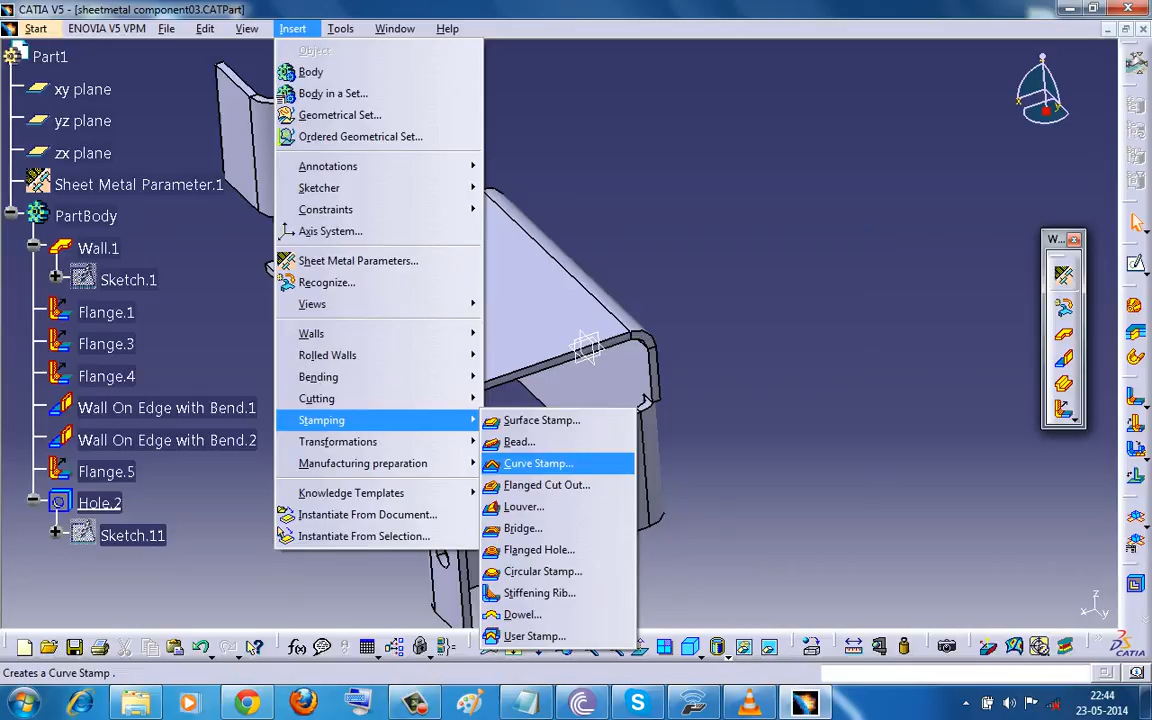 CATIA V5 - [sheetmetal component03.CATPart]
Start
ENOVIA V5 VPM
File
Edit
View
Insert
Tools
Window
Help
Part1
xy plane
yz plane
zx plane
Sheet Metal Parameter.1
PartBody
Wall.1
Sketch.1
Flange.1
Flange.3
Flange.4
Wall On Edge with Bend.1
Wall On Edge with Bend.2
Flange.5
Hole.2
Sketch.11
Object
Body
Body in a Set...
Geometrical Set...
Ordered Geometrical Set...
Annotations
Sketcher
Constraints
Axis System...
Sheet Metal Parameters...
Recognize...
Views
Walls
Rolled Walls
Bending
Cutting
Stamping
Transformations
Manufacturing preparation
Knowledge Templates
Instantiate From Document...
Instantiate From Selection...
Surface Stamp...
Bead...
Curve Stamp...
Flanged Cut Out...
Louver...
Bridge...
Flanged Hole...
Circular Stamp...
Stiffening Rib...
Dowel...
User Stamp...
W...
x
y
z
x
y
f(x)
CATIA
Creates a Curve Stamp .
22:44
23-05-2014